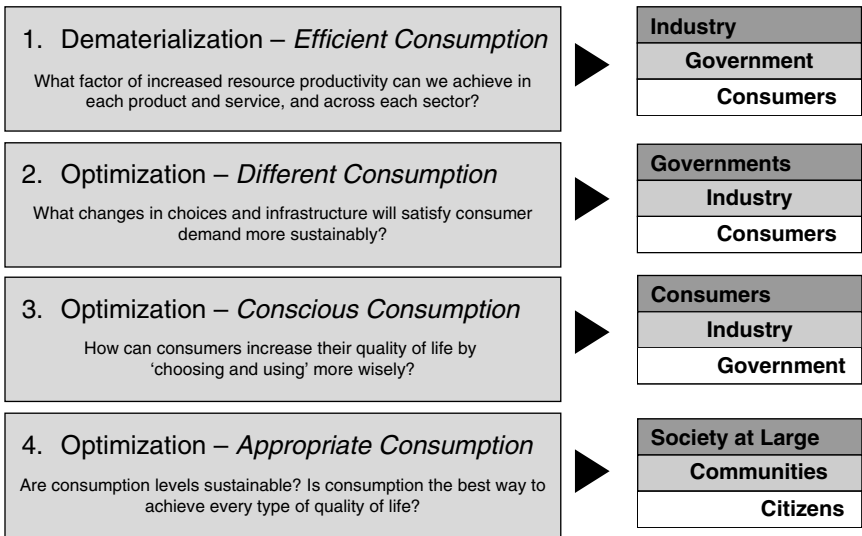 1. Dematerialization – Efficient Consumption
What factor of increased resource productivity can we achieve in
each product and service, and across each sector?
Industry
Government
Consumers
2. Optimization – Different Consumption
What changes in choices and infrastructure will satisfy consumer
demand more sustainably?
Governments
Industry
Consumers
3. Optimization – Conscious Consumption
How can consumers increase their quality of life by
‘choosing and using’ more wisely?
Consumers
Industry
Government
4. Optimization – Appropriate Consumption
Are consumption levels sustainable? Is consumption the best way to
achieve every type of quality of life?
Society at Large
Communities
Citizens